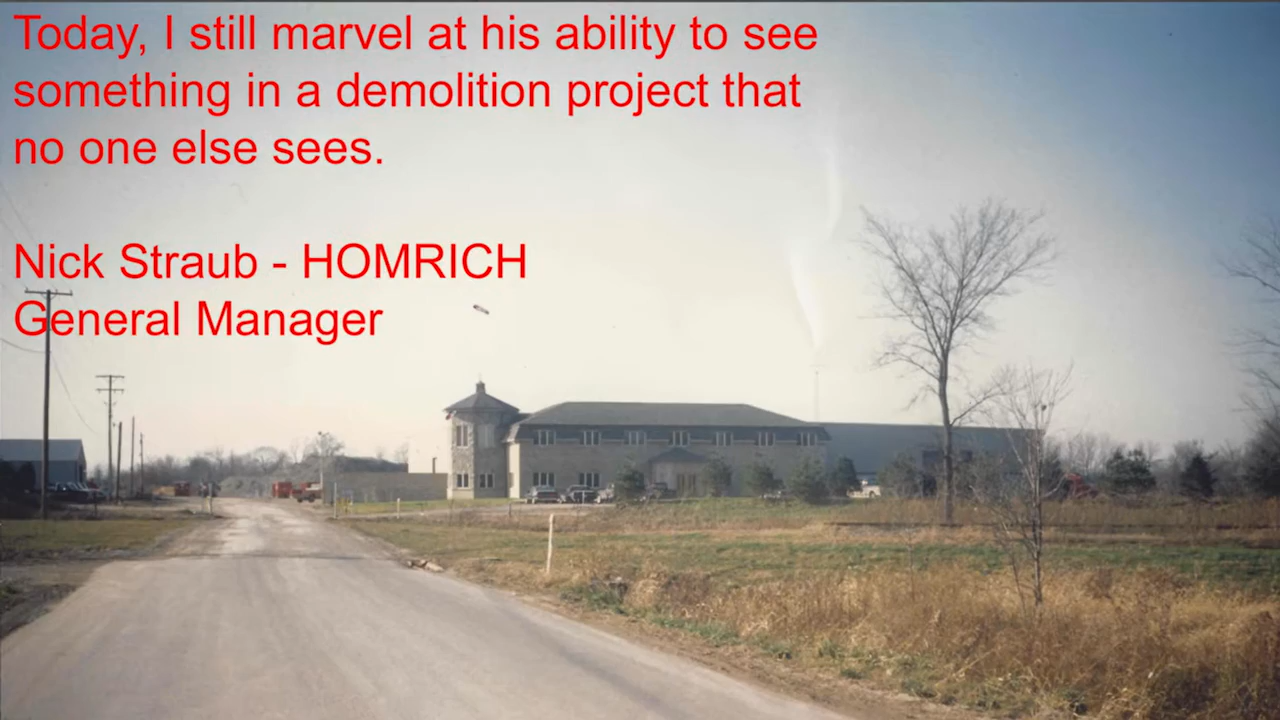 Today, I still marvel at his ability to see
something in a demolition project that
no one else sees.
Nick Straub - HOMRICH
General Manager